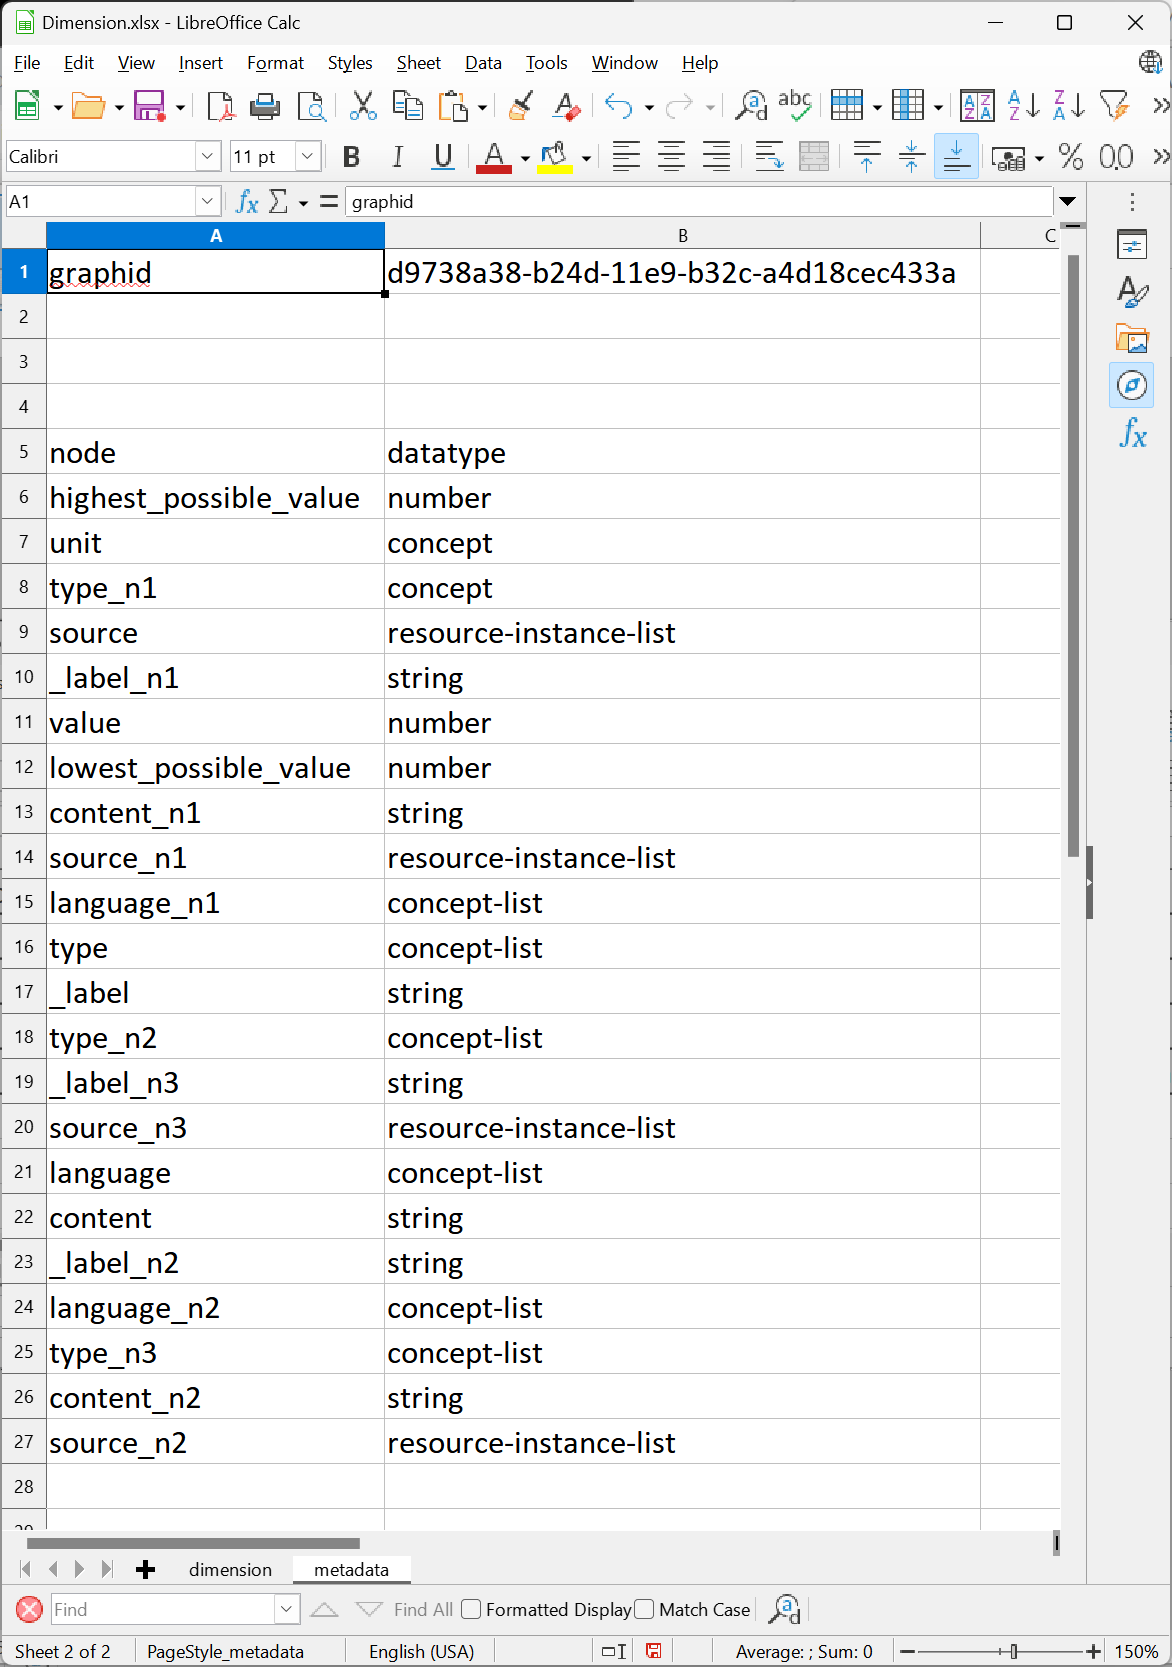 Dimension.xlsx - LibreOffice Calc
File Edit View Insert Format Styles Sheet Data Tools Window Help
Calibri 11 pt B I U A % 0.0
A1 fx Σ = graphid
A B C
1 graphid d9738a38-b24d-11e9-b32c-a4d18cec433a
2
3
4
5 node datatype
6 highest_possible_value number
7 unit concept
8 type_n1 concept
9 source resource-instance-list
10 _label_n1 string
11 value number
12 lowest_possible_value number
13 content_n1 string
14 source_n1 resource-instance-list
15 language_n1 concept-list
16 type concept-list
17 _label string
18 type_n2 concept-list
19 _label_n3 string
20 source_n3 resource-instance-list
21 language concept-list
22 content string
23 _label_n2 string
24 language_n2 concept-list
25 type_n3 concept-list
26 content_n2 string
27 source_n2 resource-instance-list
28
dimension metadata
Find Find All Formatted Display Match Case
Sheet 2 of 2 PageStyle_metadata English (USA) Average: ; Sum: 0 150%